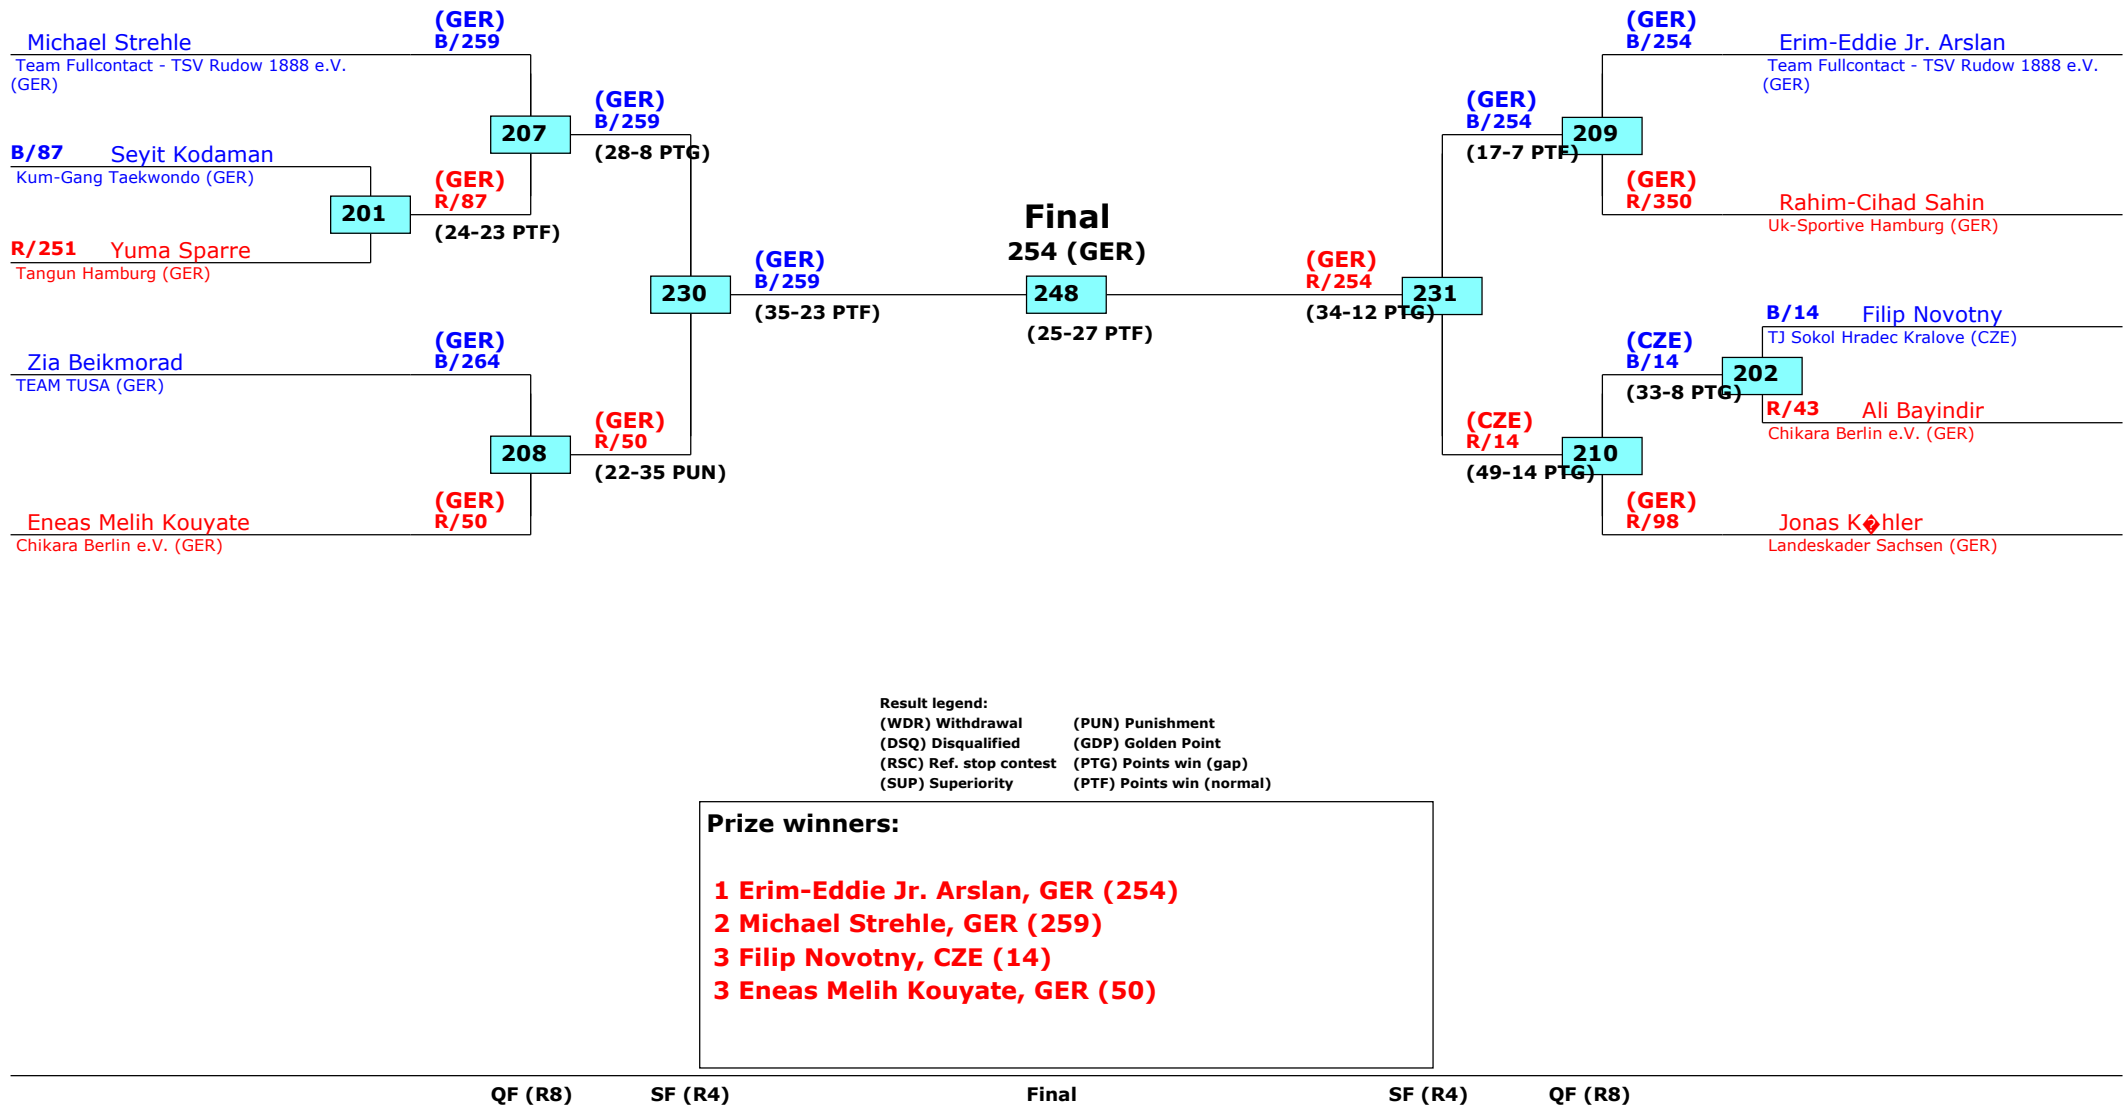 (GER)
B/259
Michael Strehle
Team Fullcontact - TSV Rudow 1888 e.V.
(GER)
(GER)
B/259
207
(28-8 PTG)
B/87 Seyit Kodaman
Kum-Gang Taekwondo (GER)
(GER)
R/87
201
(24-23 PTF)
R/251 Yuma Sparre
Tangun Hamburg (GER)
(GER)
B/259
230
(35-23 PTF)
(GER)
B/264
Zia Beikmorad
TEAM TUSA (GER)
(GER)
R/50
208
(22-35 PUN)
(GER)
R/50
Eneas Melih Kouyate
Chikara Berlin e.V. (GER)
Final
254 (GER)
248
(25-27 PTF)
(GER)
B/254
Erim-Eddie Jr. Arslan
Team Fullcontact - TSV Rudow 1888 e.V.
(GER)
(GER)
B/254
209
(17-7 PTF)
(GER)
R/350
Rahim-Cihad Sahin
Uk-Sportive Hamburg (GER)
(GER)
R/254
231
(34-12 PTG)
B/14 Filip Novotny
TJ Sokol Hradec Kralove (CZE)
(CZE)
B/14
202
(33-8 PTG)
R/43 Ali Bayindir
Chikara Berlin e.V. (GER)
(CZE)
R/14
210
(49-14 PTG)
(GER)
R/98
Jonas K�hler
Landeskader Sachsen (GER)
Result legend:
(WDR) Withdrawal (PUN) Punishment
(DSQ) Disqualified (GDP) Golden Point
(RSC) Ref. stop contest (PTG) Points win (gap)
(SUP) Superiority (PTF) Points win (normal)
Prize winners:
1 Erim-Eddie Jr. Arslan, GER (254)
2 Michael Strehle, GER (259)
3 Filip Novotny, CZE (14)
3 Eneas Melih Kouyate, GER (50)
QF (R8) SF (R4) Final SF (R4) QF (R8)